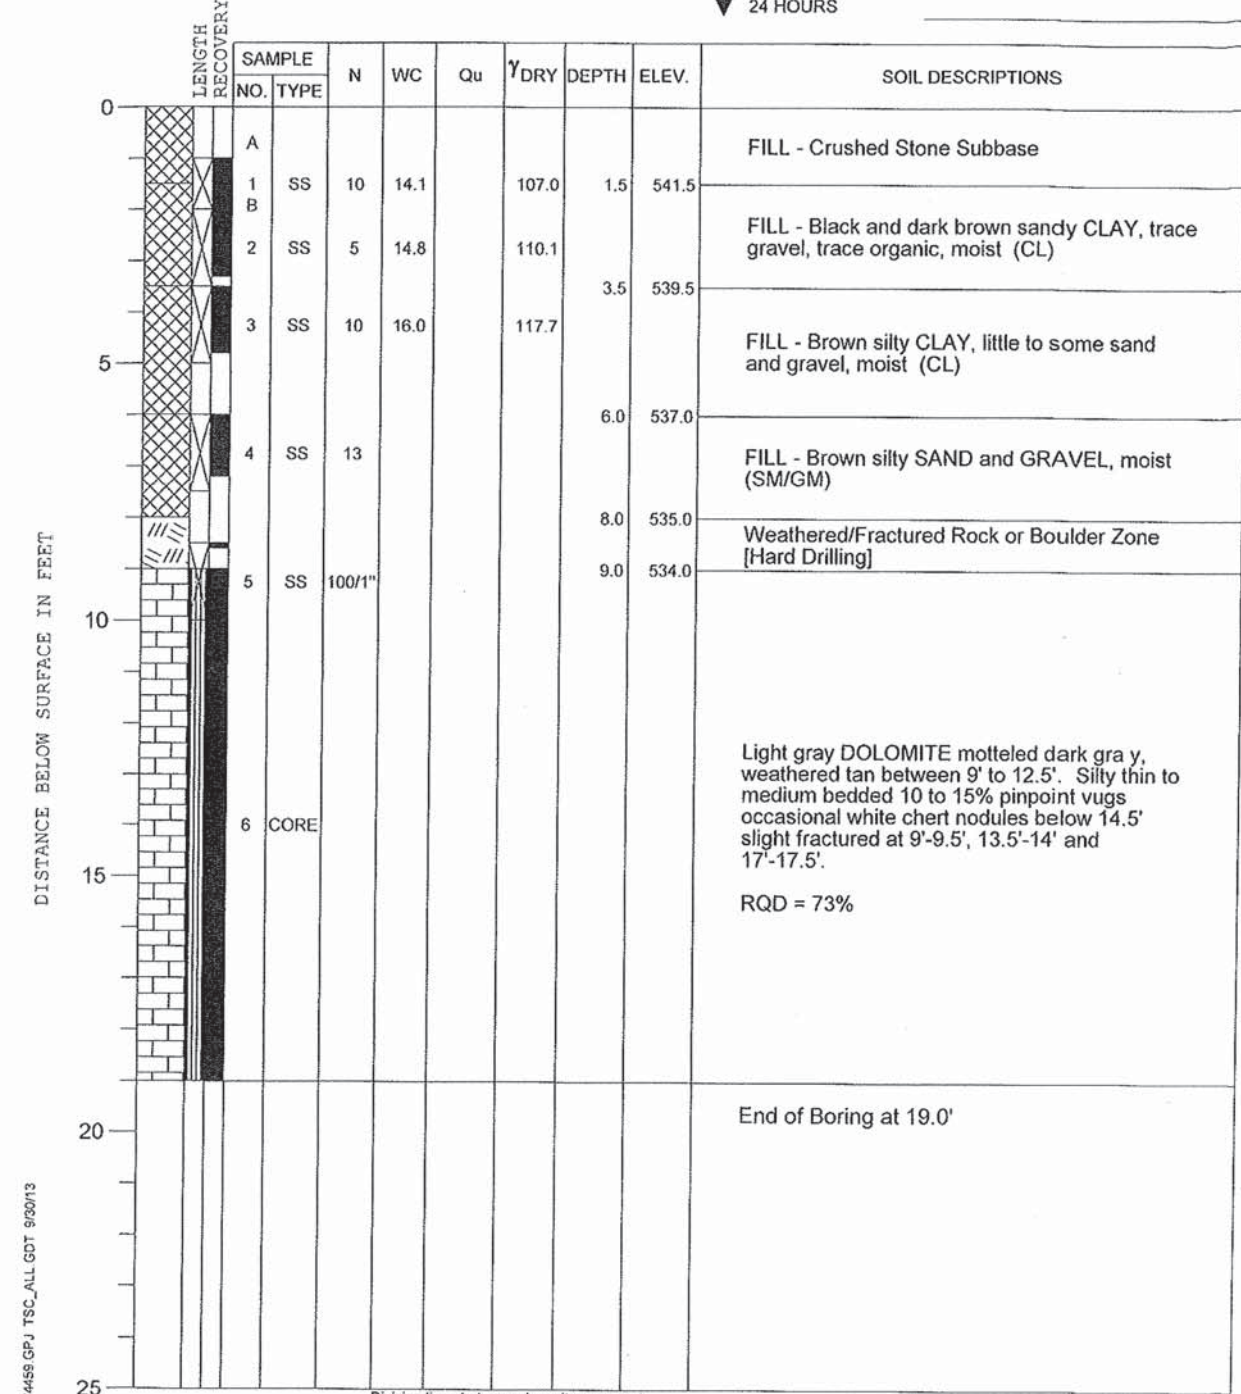 24 HOURS
LENGTH
RECOVERY
SAMPLE
NO. TYPE
N
WC
Qu
γDRY
DEPTH
ELEV.
SOIL DESCRIPTIONS
0
A
FILL - Crushed Stone Subbase
1 SS 10 14.1 107.0 1.5 541.5
B
FILL - Black and dark brown sandy CLAY, trace
gravel, trace organic, moist (CL)
2 SS 5 14.8 110.1
3.5 539.5
3 SS 10 16.0 117.7
FILL - Brown silty CLAY, little to some sand
and gravel, moist (CL)
5
6.0 537.0
4 SS 13
FILL - Brown silty SAND and GRAVEL, moist
(SM/GM)
8.0 535.0
Weathered/Fractured Rock or Boulder Zone
[Hard Drilling]
9.0 534.0
5 SS 100/1"
10
DISTANCE BELOW SURFACE IN FEET
Light gray DOLOMITE motteled dark gra y,
weathered tan between 9' to 12.5'. Silty thin to
medium bedded 10 to 15% pinpoint vugs
occasional white chert nodules below 14.5'
slight fractured at 9'-9.5', 13.5'-14' and
17'-17.5'.
6 CORE
15
RQD = 73%
End of Boring at 19.0'
20
4459.GPJ TSC_ALL.GDT 9/30/13
25